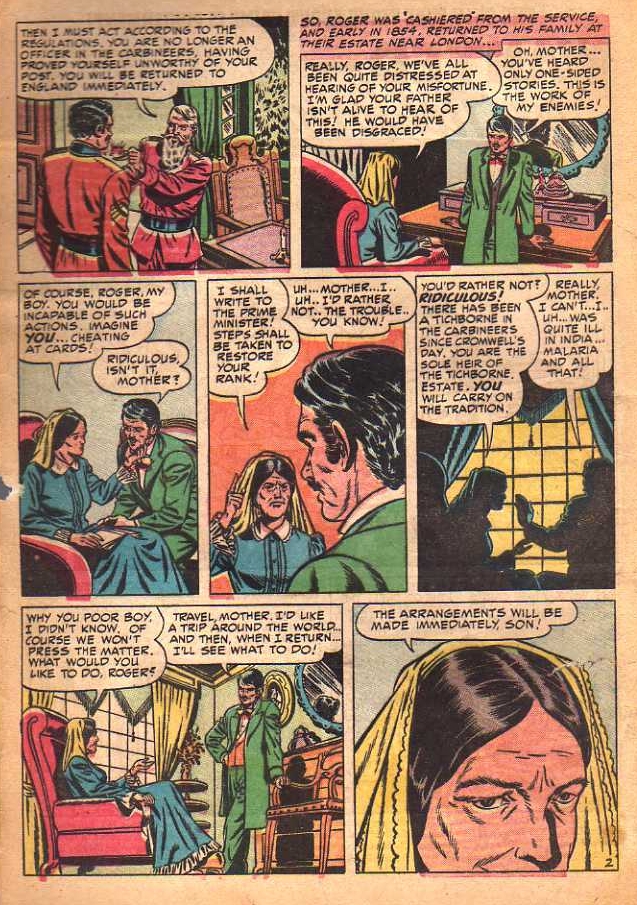 THEN I MUST ACT ACCORDING TO THE
REGULATIONS. YOU ARE NO LONGER AN
OFFICER IN THE CARBINEERS, HAVING
PROVED YOURSELF UNWORTHY OF YOUR
POST. YOU WILL BE RETURNED TO
ENGLAND IMMEDIATELY.
SO, ROGER WAS "CASHIERED" FROM THE SERVICE,
AND EARLY IN 1854, RETURNED TO HIS FAMILY AT
THEIR ESTATE NEAR LONDON...
REALLY, ROGER, WE'VE ALL
BEEN QUITE DISTRESSED AT
HEARING OF YOUR MISFORTUNE.
I'M GLAD YOUR FATHER
ISN'T ALIVE TO HEAR OF
THIS! HE WOULD HAVE
BEEN DISGRACED!
OH, MOTHER...
YOU'VE HEARD
ONLY ONE-SIDED
STORIES. THIS IS
THE WORK OF
MY ENEMIES!
OF COURSE, ROGER, MY
BOY. YOU WOULD BE
INCAPABLE OF SUCH
ACTIONS. IMAGINE
YOU... CHEATING
AT CARDS!
RIDICULOUS,
ISN'T IT,
MOTHER?
I SHALL
WRITE TO
THE PRIME
MINISTER!
STEPS SHALL
BE TAKEN TO
RESTORE
YOUR
RANK!
UH...MOTHER...I..
UH.. I'D RATHER
NOT.. THE TROUBLE..
YOU KNOW!
YOU'D RATHER NOT?
RIDICULOUS!
THERE HAS BEEN
A TICHBORNE IN
THE CARBINEERS
SINCE CROMWELL'S
DAY. YOU ARE THE
SOLE HEIR OF
THE TICHBORNE
ESTATE. YOU
WILL CARRY ON
THE TRADITION.
REALLY,
MOTHER,
I CAN'T...I..
UH... WAS
QUITE ILL
IN INDIA...
MALARIA
AND ALL
THAT!
WHY YOU POOR BOY,
I DIDN'T KNOW. OF
COURSE WE WON'T
PRESS THE MATTER.
WHAT WOULD YOU
LIKE TO DO, ROGER?
TRAVEL, MOTHER. I'D LIKE
A TRIP AROUND THE WORLD
AND THEN, WHEN I RETURN...
I'LL SEE WHAT TO DO!
THE ARRANGEMENTS WILL BE
MADE IMMEDIATELY, SON!
2